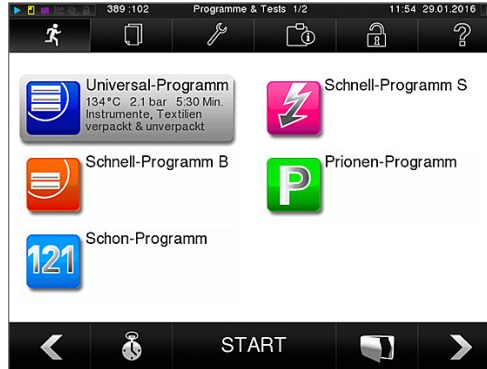 389 :102 Programme & Tests 1/2 11:54 29.01.2016
Universal-Programm
134°C 2.1 bar 5:30 Min.
Instrumente, Textilien
verpackt & unverpackt
Schnell-Programm S
Schnell-Programm B
P
Prionen-Programm
121
Schon-Programm
START